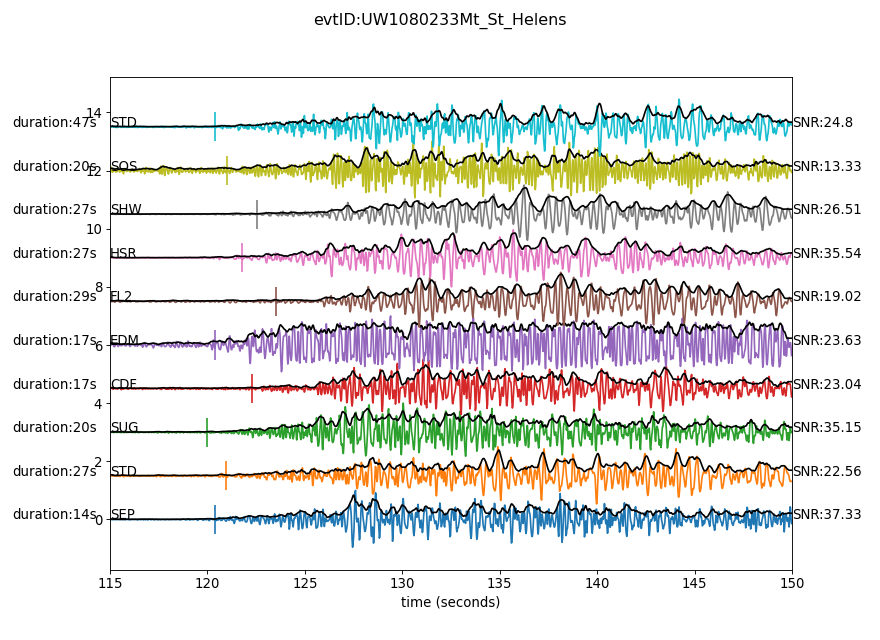 evtID:UW1080233Mt_St_Helens
14
duration:47s STD SNR:24.8
duration:20s SOS SNR:13.33
12
duration:27s SHW SNR:26.51
10
duration:27s HSR SNR:35.54
8
duration:29s FL2 SNR:19.02
duration:17s EDM SNR:23.63
6
duration:17s CDF SNR:23.04
4
duration:20s SUG SNR:35.15
2
duration:27s STD SNR:22.56
duration:14s SEP SNR:37.33
0
115 120 125 130 135 140 145 150
time (seconds)